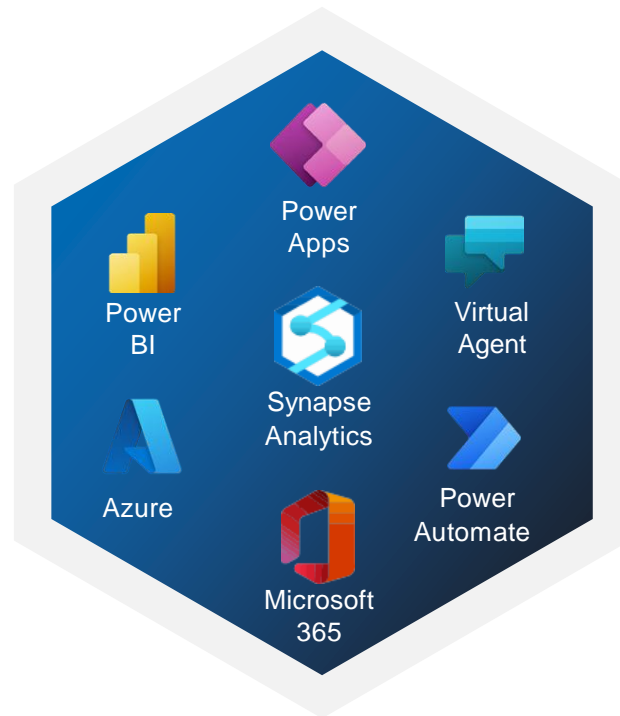 Power
Apps
Power
BI
Virtual
Agent
Synapse
Analytics
Azure
Power
Automate
Microsoft
365